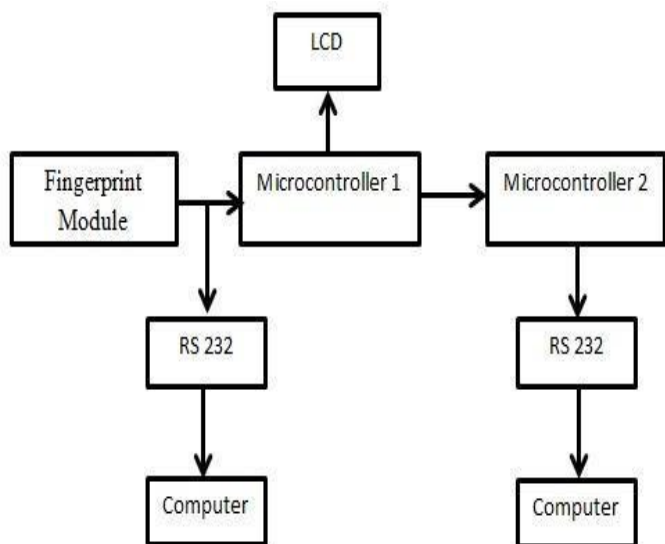 LCD
Fingerprint
Module
Microcontroller 1
Microcontroller 2
RS 232
RS 232
Computer
Computer